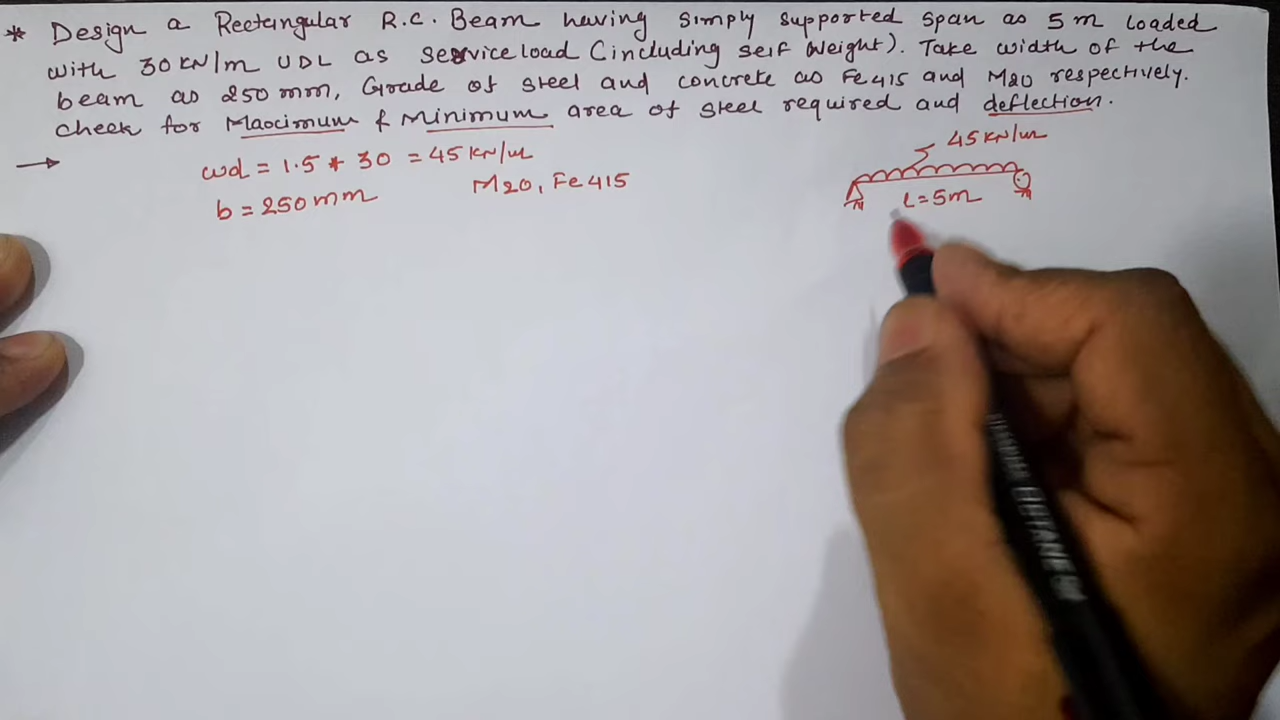 * Design a Rectangular R.C. Beam having simply supported span as 5m loaded
with 30 KN/m UDL as service load (including self weight). Take width of the
beam as 250 mm, Grade of steel and concrete as Fe415 and M20 respectively.
check for Maximum & Minimum area of steel required and deflection.
→ wd = 1.5 * 30 = 45 KN/m
45 KN/m
b = 250 mm M20, Fe415
L = 5m